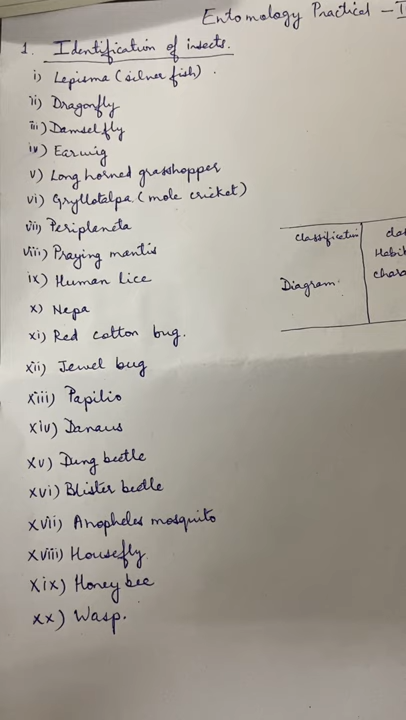 Entomology Practical - I
1. Identification of insects.
i) Lepisma (silver fish).
ii) Dragonfly
iii) Damselfly
iv) Earwig
v) Long horned grasshopper
vi) Gryllotalpa (mole cricket)
vii) Periplaneta
viii) Praying mantis
ix) Human lice
x) Nepa
xi) Red cotton bug.
xii) Jewel bug
xiii) Papilio
xiv) Danaus
xv) Dung beetle
xvi) Blister beetle
xvii) Anopheles mosquito
xviii) Housefly.
xix) Honey bee
xx) Wasp.
Classification
Habi
Diagram
chara